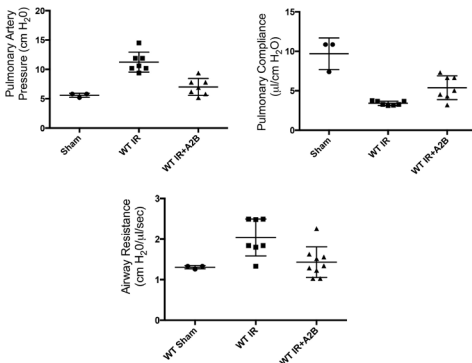 Pulmonary Artery
Pressure (cm H20)
20
15
10
5
0
Sham
WT IR
WT IR+A2B
Pulmonary Compliance
(μl/cm H2O)
15
10
5
0
Sham
WT IR
WT IR+A2B
Airway Resistance
(cm H20/μl/sec)
3
2
1
0
WT Sham
WT IR
WT IR+A2B